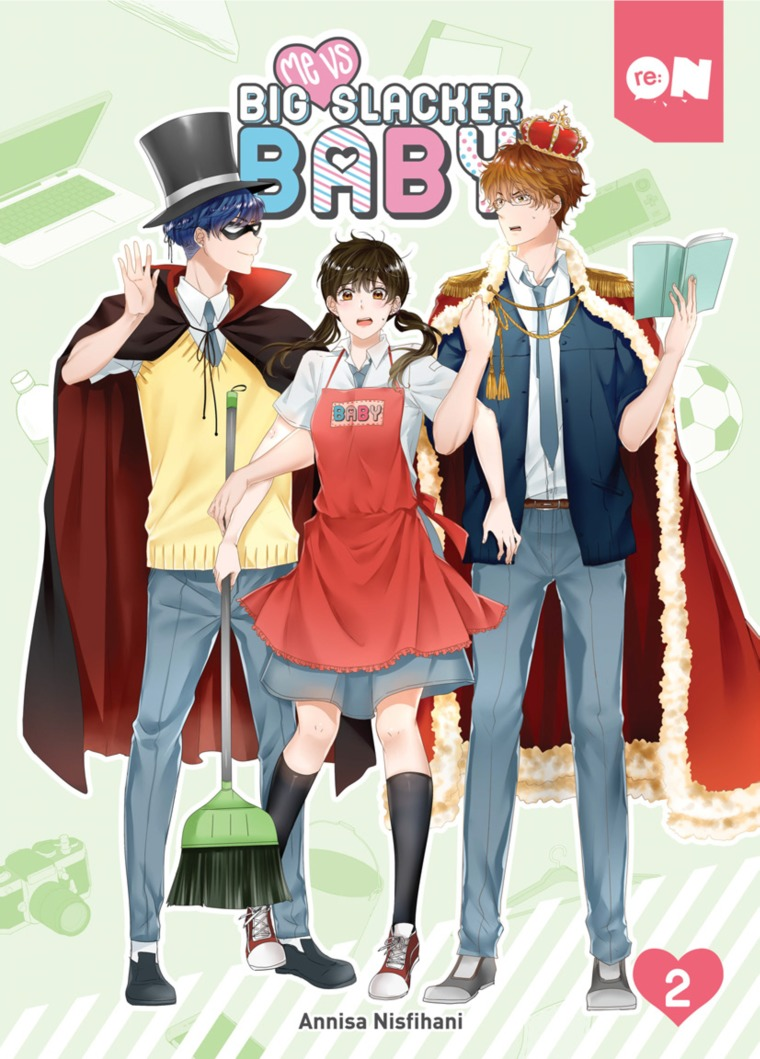 re:ON
Me vs
BIG SLACKER
BABY
BABY
2
Annisa Nisfihani